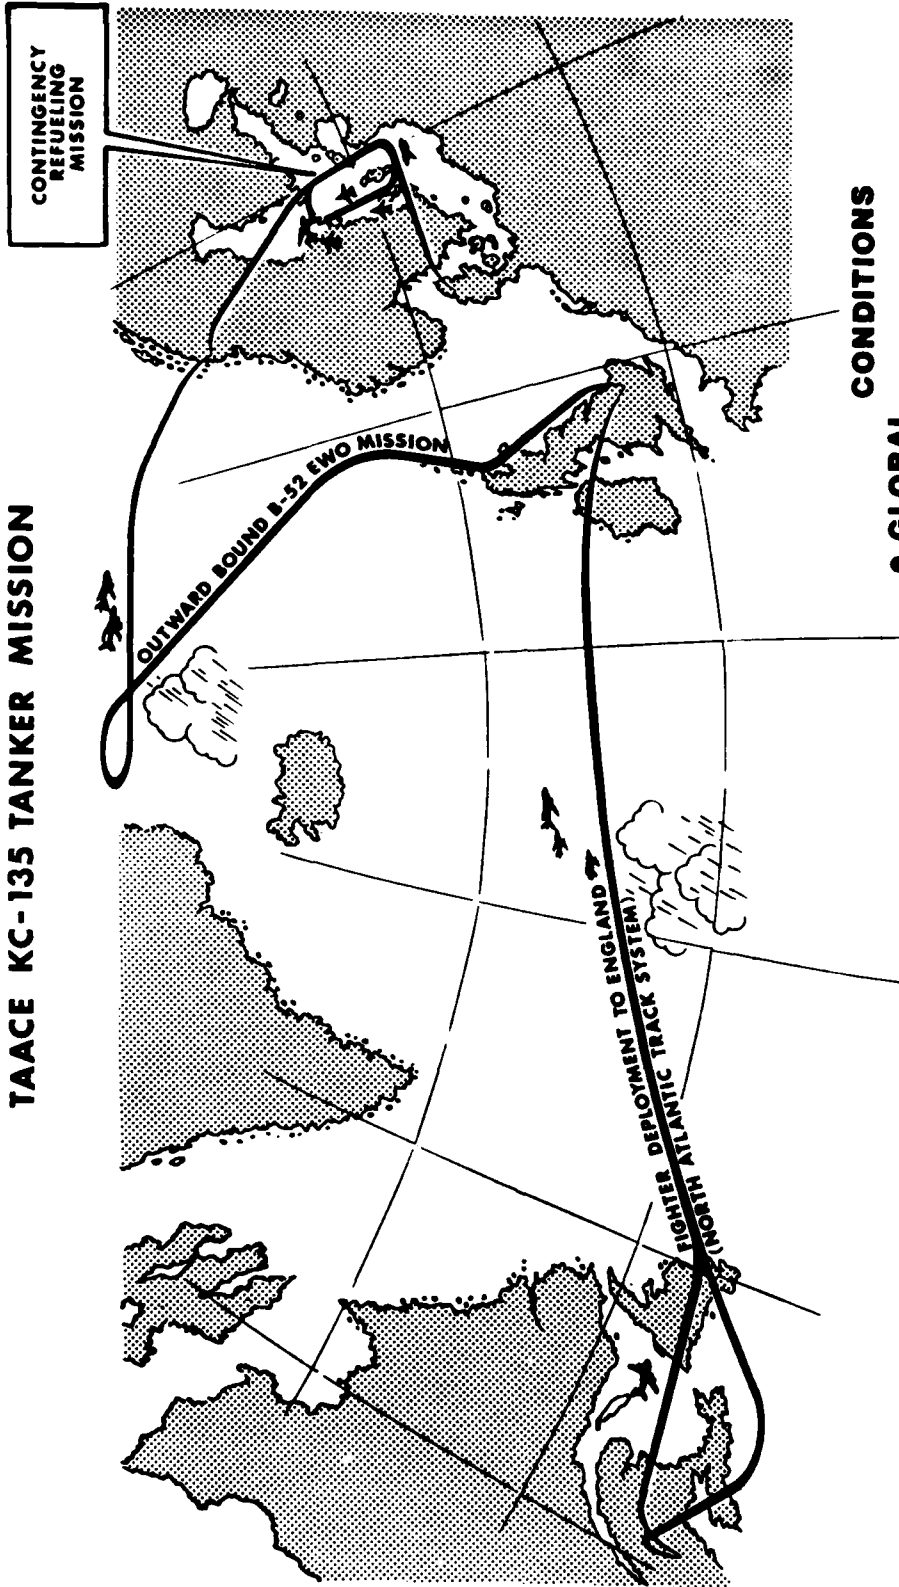 TAACE KC-135 TANKER MISSION
CONTINGENCY
REFUELING
MISSION
OUTWARD BOUND B-52 EWO MISSION
FIGHTER DEPLOYMENT TO ENGLAND
(NORTH ATLANTIC TRACK SYSTEM)
CONDITIONS
GLOBAL